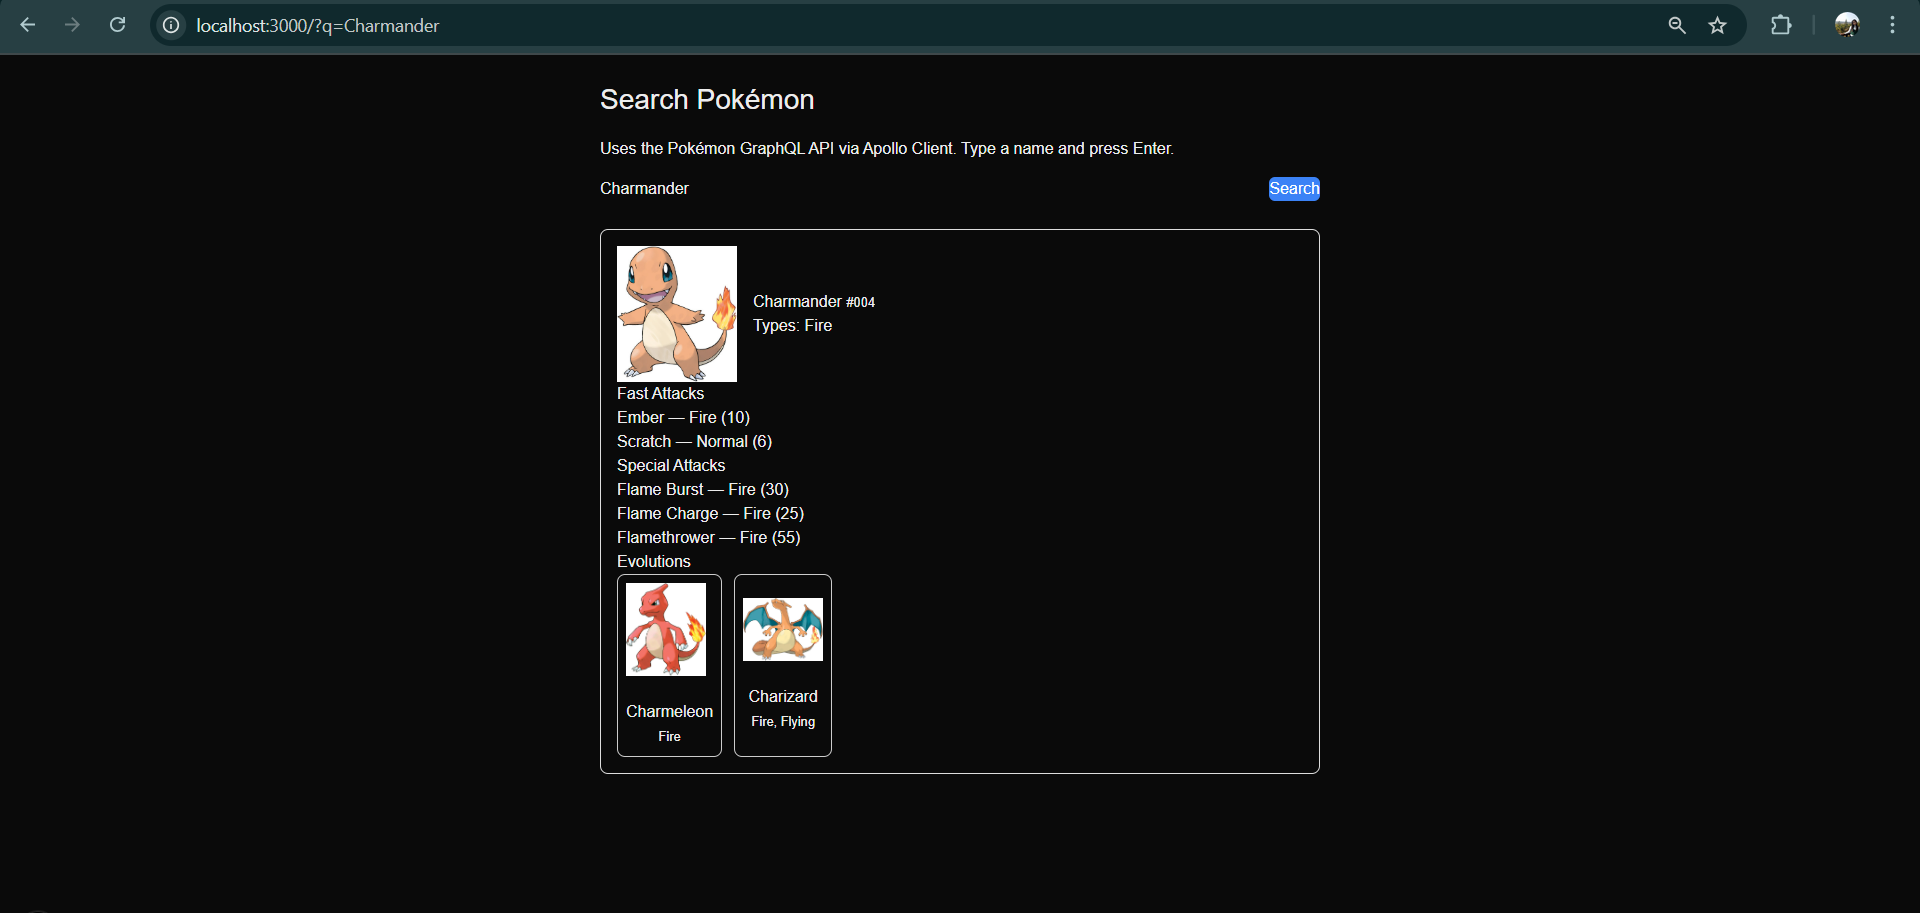 localhost:3000/?q=Charmander
Search Pokémon
Uses the Pokémon GraphQL API via Apollo Client. Type a name and press Enter.
Charmander
Search
Charmander #004
Types: Fire
Fast Attacks
Ember — Fire (10)
Scratch — Normal (6)
Special Attacks
Flame Burst — Fire (30)
Flame Charge — Fire (25)
Flamethrower — Fire (55)
Evolutions
Charmeleon
Fire
Charizard
Fire, Flying